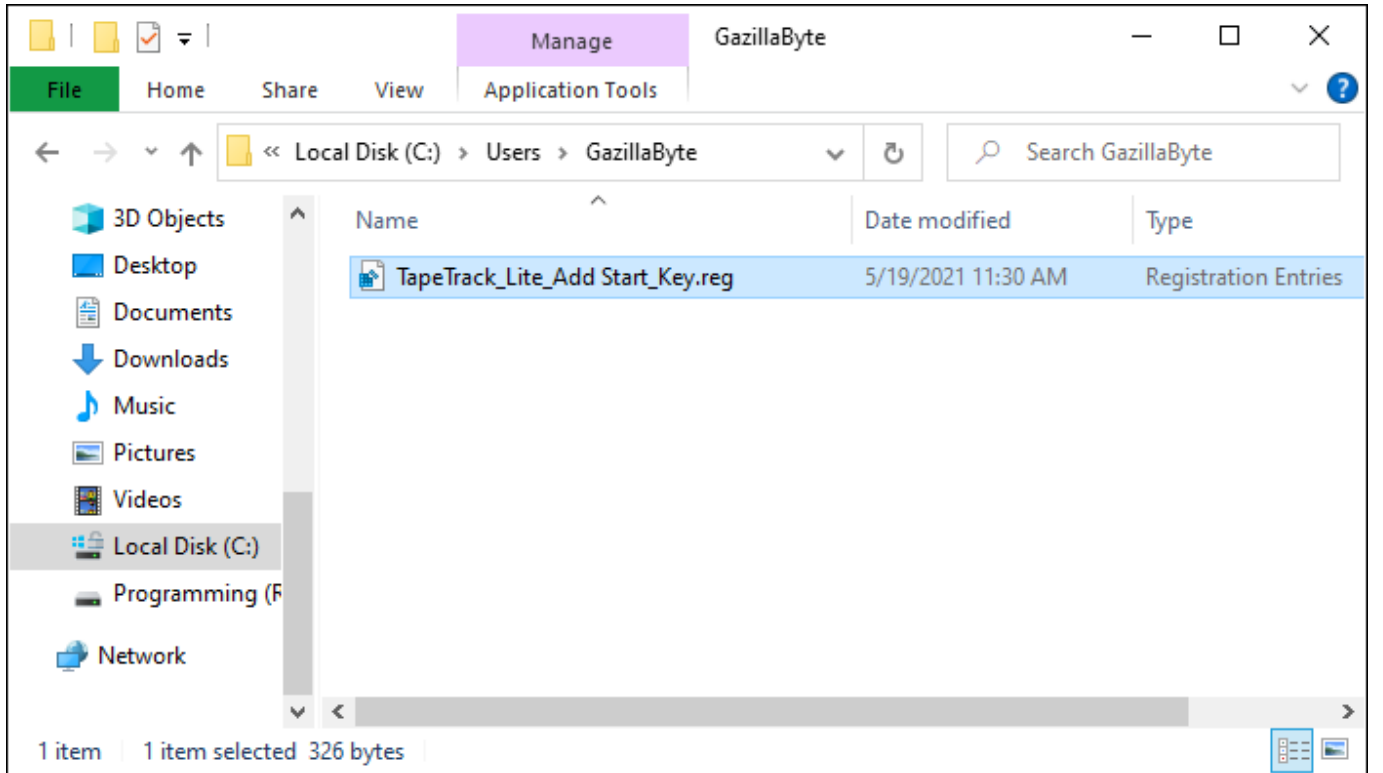 Manage
GazillaByte
File Home Share View Application Tools
?
« Local Disk (C:) > Users > GazillaByte
Search GazillaByte
Name Date modified Type
3D Objects
TapeTrack_Lite_Add Start_Key.reg 5/19/2021 11:30 AM Registration Entries
Desktop
Documents
Downloads
Music
Pictures
Videos
Local Disk (C:)
Programming (R
Network
1 item 1 item selected 326 bytes